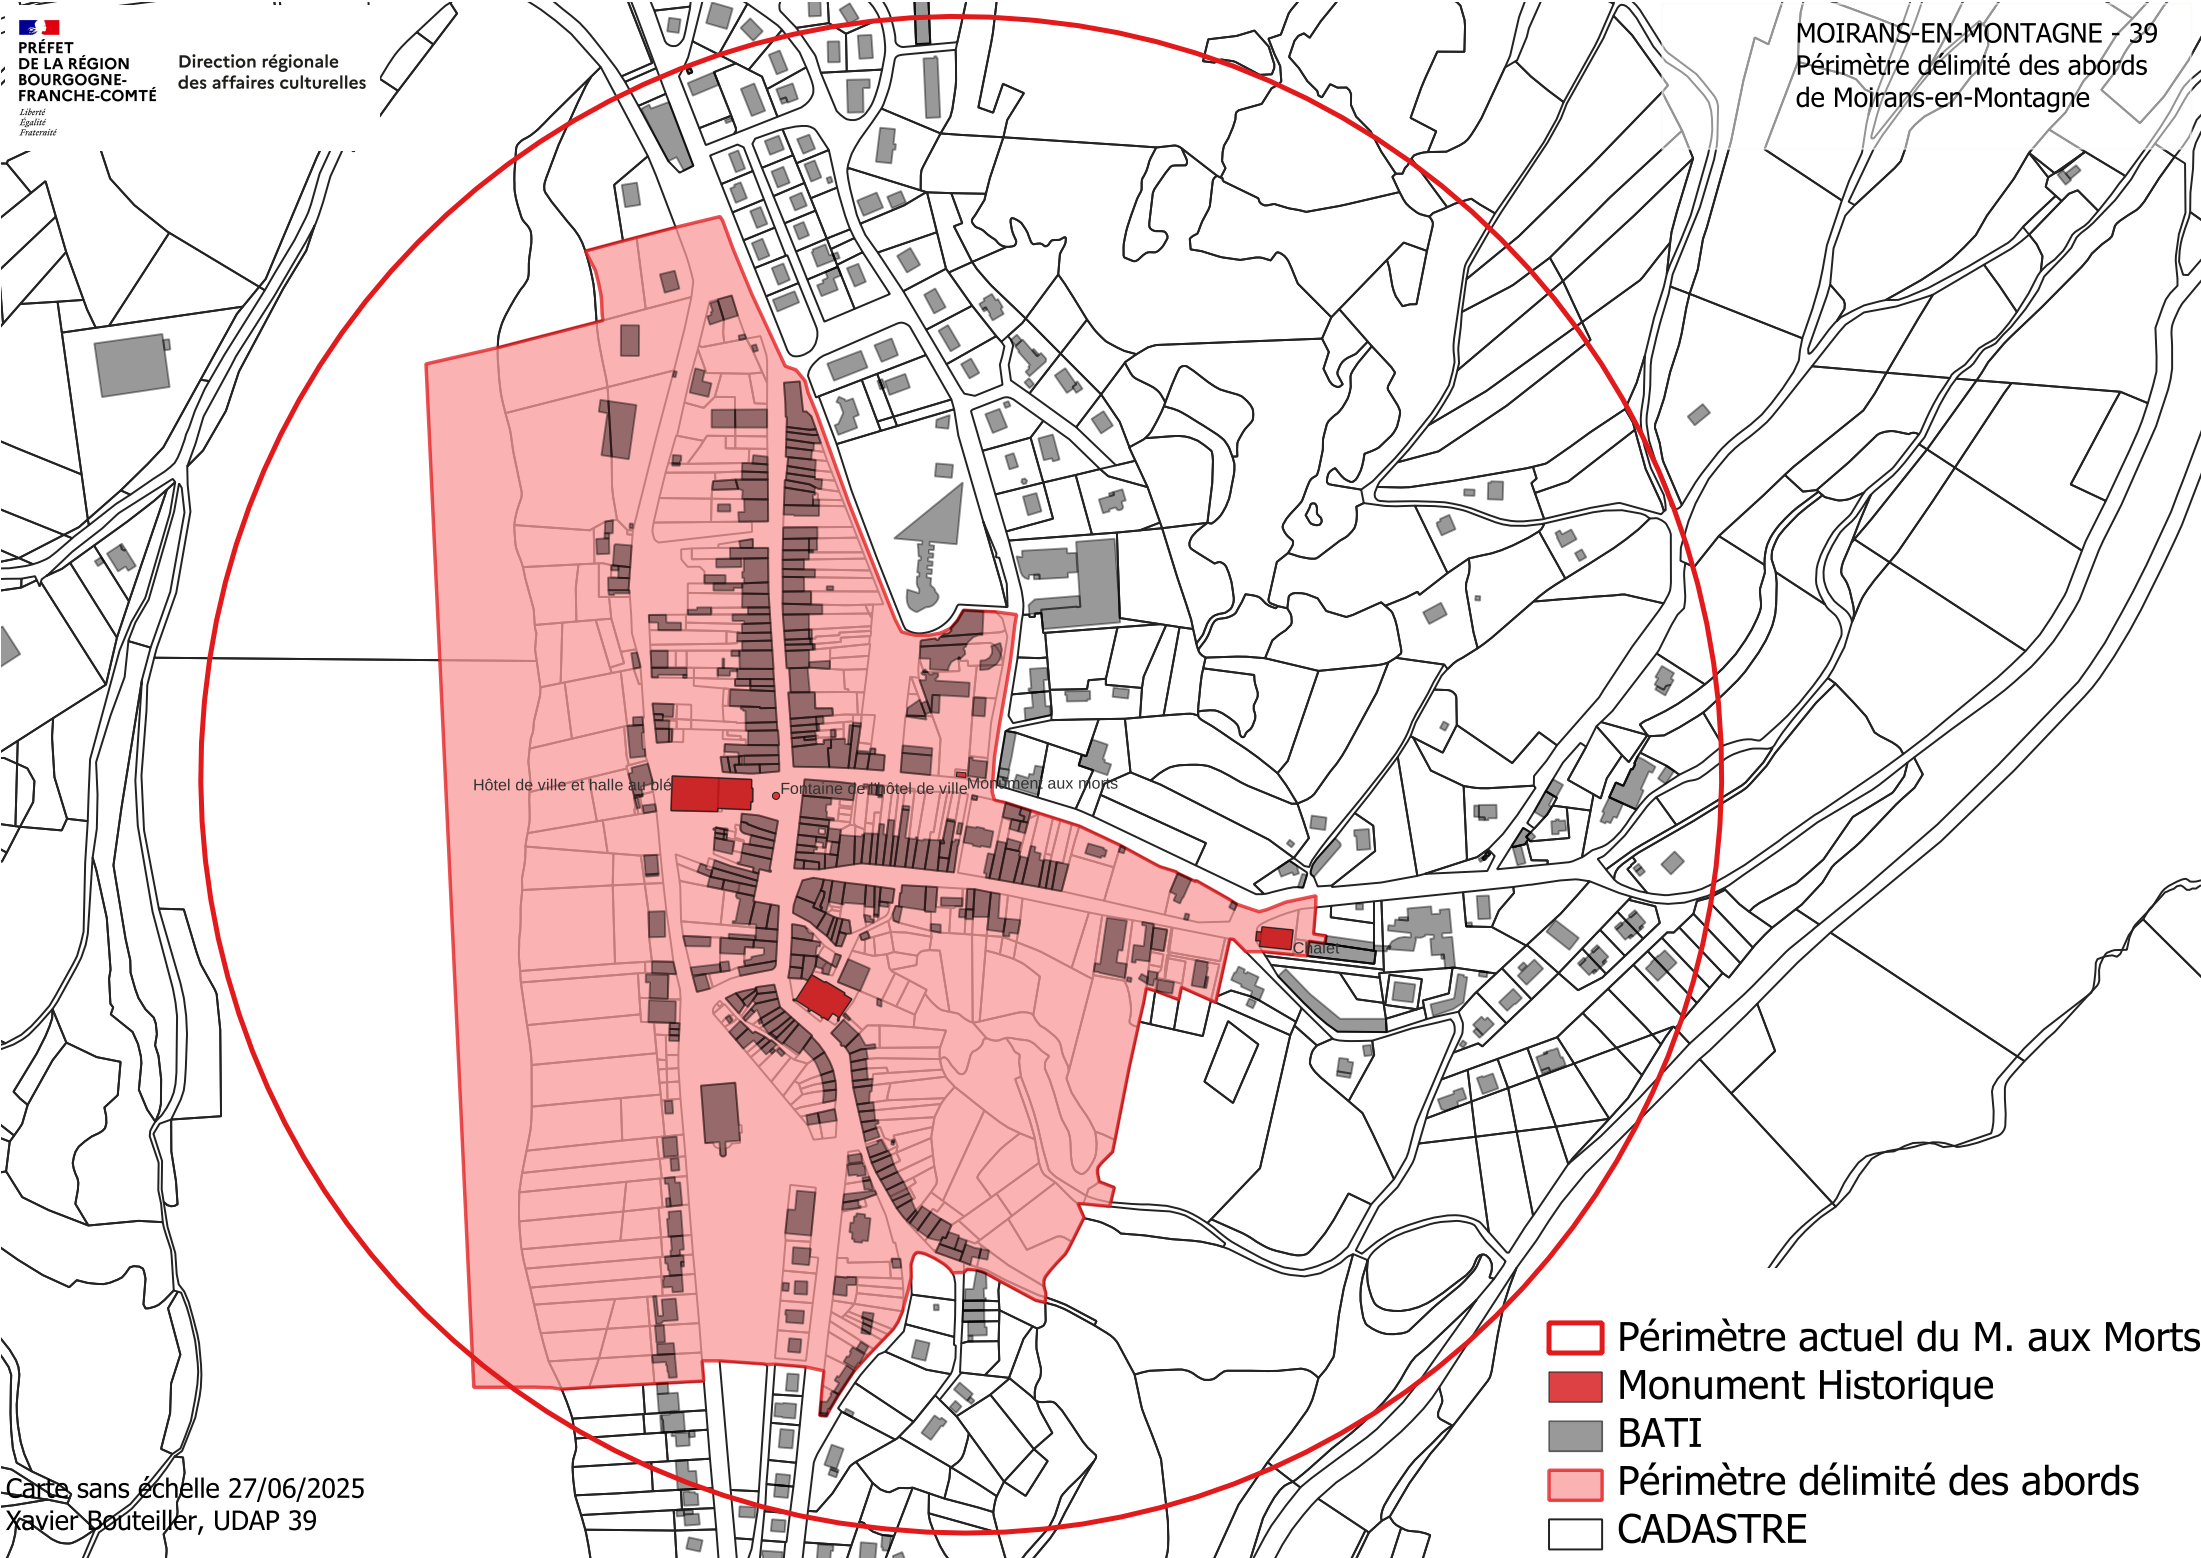 PRÉFET
DE LA RÉGION
BOURGOGNE-
FRANCHE-COMTÉ
Liberté
Égalité
Fraternité
Direction régionale
des affaires culturelles
MOIRANS-EN-MONTAGNE - 39
Périmètre délimité des abords
de Moirans-en-Montagne
Hôtel de ville et halle au blé
Fontaine de l'hôtel de ville
Monument aux morts
Chalet
Périmètre actuel du M. aux Morts
Monument Historique
BATI
Périmètre délimité des abords
CADASTRE
Carte sans échelle 27/06/2025
Xavier Bouteiller, UDAP 39